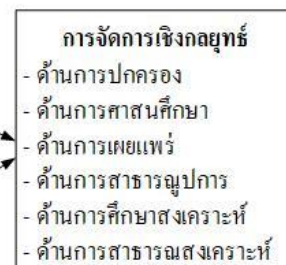 การจัดการเชิงกลยุทธ์
- ด้านการปกครอง
- ด้านการศาสนศึกษา
- ด้านการเผยแพร่
- ด้านการสาธารณูปการ
- ด้านการศึกษาสงเคราะห์
- ด้านการสาธารณสงเคราะห์